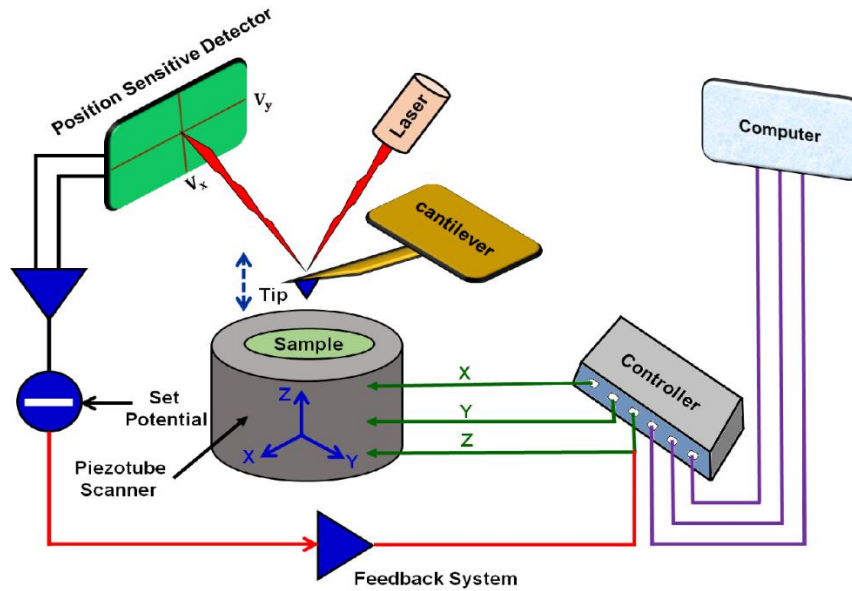 Position Sensitive Detector
Vy
Vx
Laser
Computer
cantilever
Tip
Sample
Controller
X
Y
Z
Set
Potential
Z
X
Y
Piezotube
Scanner
Feedback System